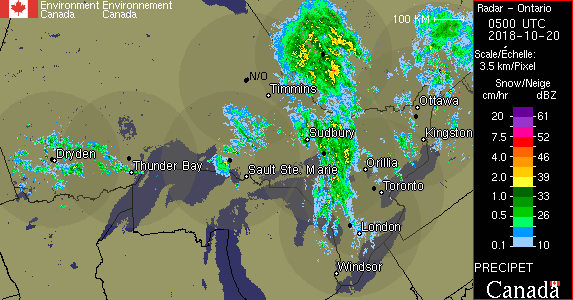 Environment Environnement
Canada Canada
100 KM
N/O
Timmins
Ottawa
Sudbury
Kingston
Dryden
Thunder Bay
Sault Ste. Marie
Orillia
Toronto
London
Windsor
Radar - Ontario
0500 UTC
2018-10-20
Scale/Échelle:
3.5 km/Pixel
Snow/Neige
cm/hr dBZ
20 61
7.5 52
4.0 46
2.0 39
1.0 33
0.5 26
0.1 10
PRECIPET
Canada